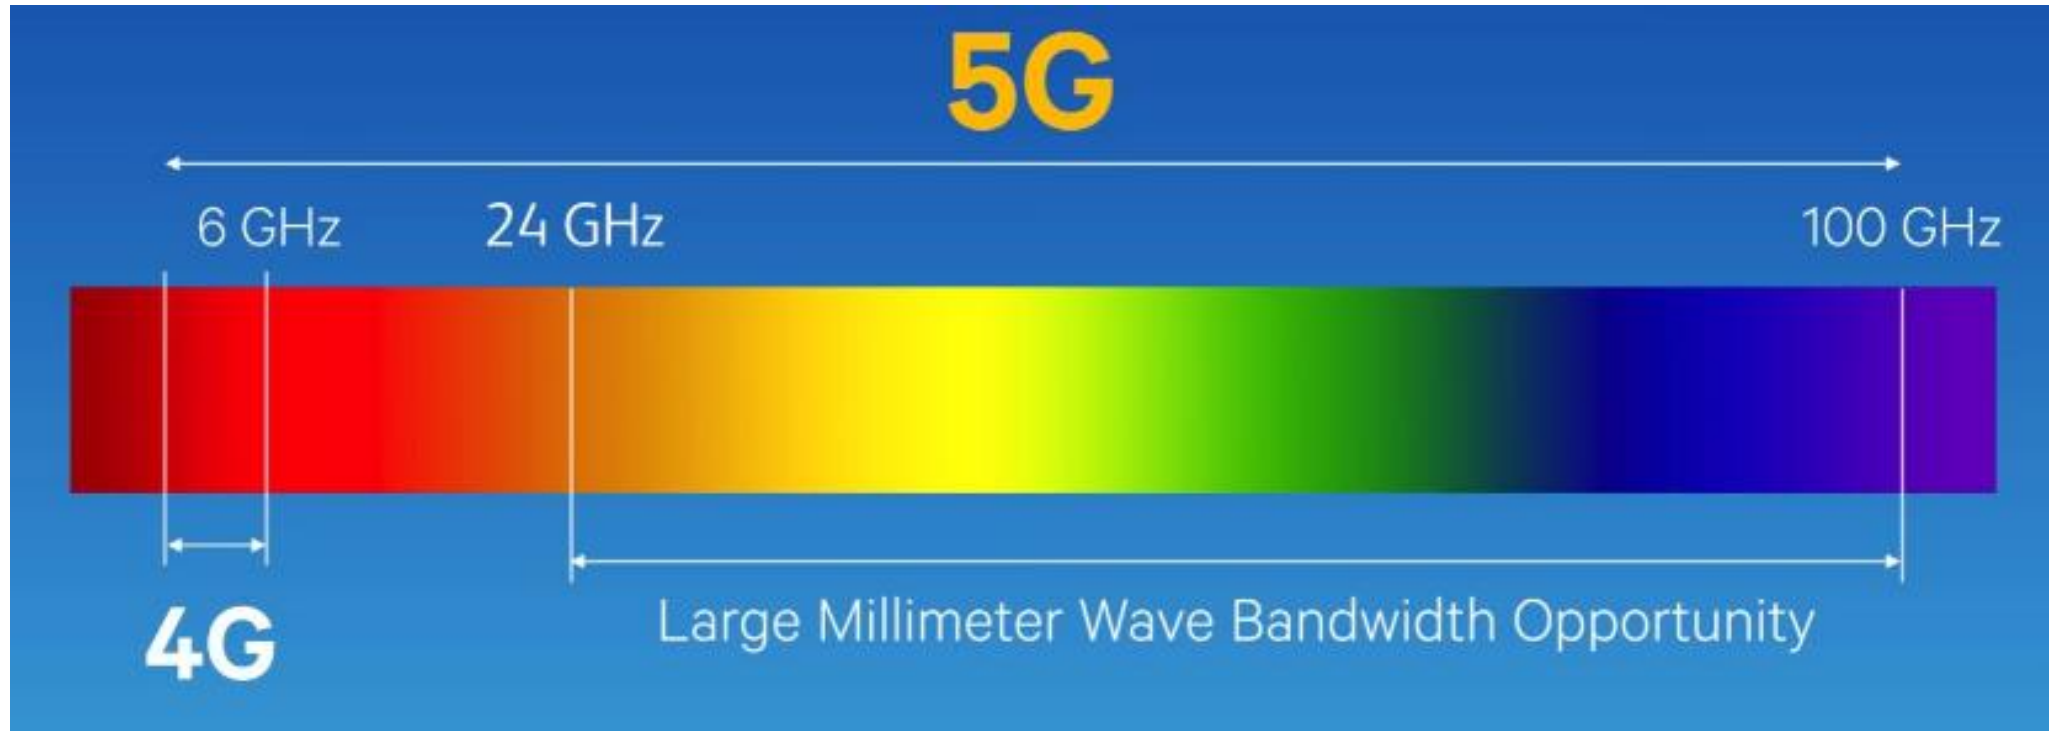 5G
6 GHz 24 GHz 100 GHz
4G
Large Millimeter Wave Bandwidth Opportunity